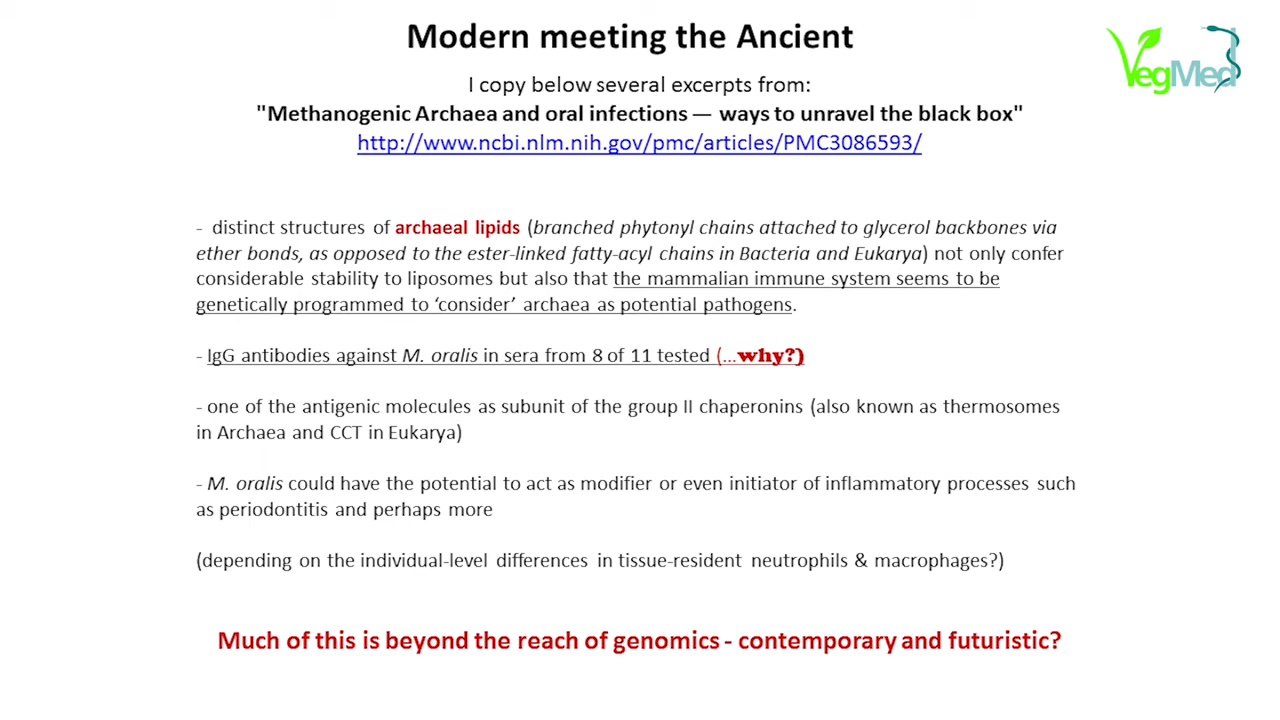 Modern meeting the Ancient
VegMed
I copy below several excerpts from:
"Methanogenic Archaea and oral infections — ways to unravel the black box"
http://www.ncbi.nlm.nih.gov/pmc/articles/PMC3086593/
- distinct structures of archaeal lipids (branched phytonyl chains attached to glycerol backbones via
ether bonds, as opposed to the ester-linked fatty-acyl chains in Bacteria and Eukarya) not only confer
considerable stability to liposomes but also that the mammalian immune system seems to be
genetically programmed to ‘consider’ archaea as potential pathogens.
- IgG antibodies against M. oralis in sera from 8 of 11 tested (...why?)
- one of the antigenic molecules as subunit of the group II chaperonins (also known as thermosomes
in Archaea and CCT in Eukarya)
- M. oralis could have the potential to act as modifier or even initiator of inflammatory processes such
as periodontitis and perhaps more
(depending on the individual-level differences in tissue-resident neutrophils & macrophages?)
Much of this is beyond the reach of genomics - contemporary and futuristic?